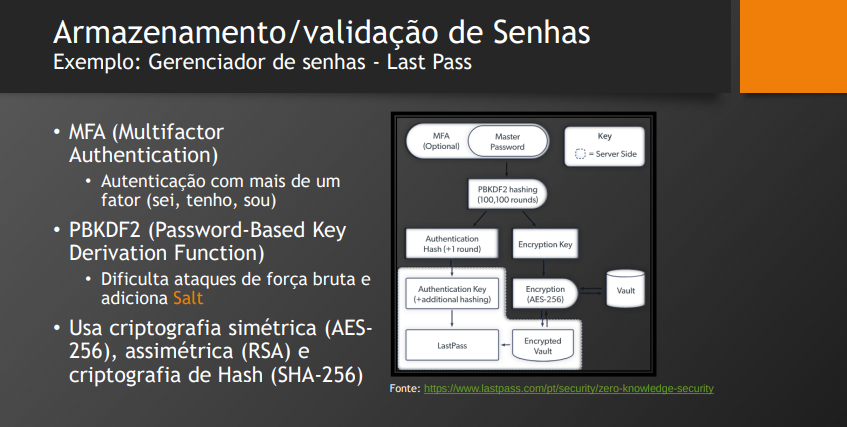 Armazenamento/validação de Senhas
Exemplo: Gerenciador de senhas - Last Pass
• MFA (Multifactor
Authentication)
• Autenticação com mais de um
fator (sei, tenho, sou)
• PBKDF2 (Password-Based Key
Derivation Function)
• Dificulta ataques de força bruta e
adiciona Salt
• Usa criptografia simétrica (AES-
256), assimétrica (RSA) e
criptografia de Hash (SHA-256)
MFA
(Optional)
Master
Password
Key
= Server Side
PBKDF2 hashing
(100,100 rounds)
Authentication
Hash (+1 round)
Encryption Key
Authentication Key
(+additional hashing)
Encryption
(AES-256)
Vault
LastPass
Encrypted
Vault
Fonte: https://www.lastpass.com/pt/security/zero-knowledge-security